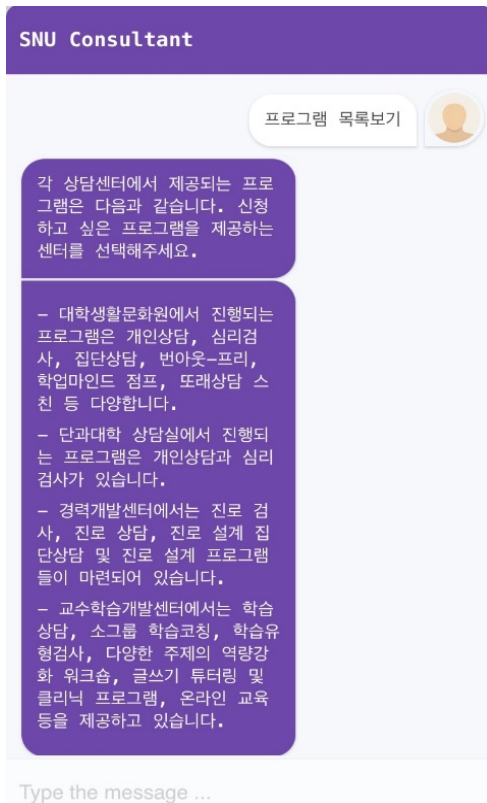 SNU Consultant
프로그램 목록보기
각 상담센터에서 제공되는 프로
그램은 다음과 같습니다. 신청
하고 싶은 프로그램을 제공하는
센터를 선택해주세요.
– 대학생활문화원에서 진행되는
프로그램은 개인상담, 심리검
사, 집단상담, 번아웃–프리,
학업마인드 점프, 또래상담 스
친 등 다양합니다.
– 단과대학 상담실에서 진행되
는 프로그램은 개인상담과 심리
검사가 있습니다.
– 경력개발센터에서는 진로 검
사, 진로 상담, 진로 설계 집
단상담 및 진로 설계 프로그램
들이 마련되어 있습니다.
– 교수학습개발센터에서는 학습
상담, 소그룹 학습코칭, 학습유
형검사, 다양한 주제의 역량강
화 워크숍, 글쓰기 튜터링 및
클리닉 프로그램, 온라인 교육
등을 제공하고 있습니다.
Type the message ...